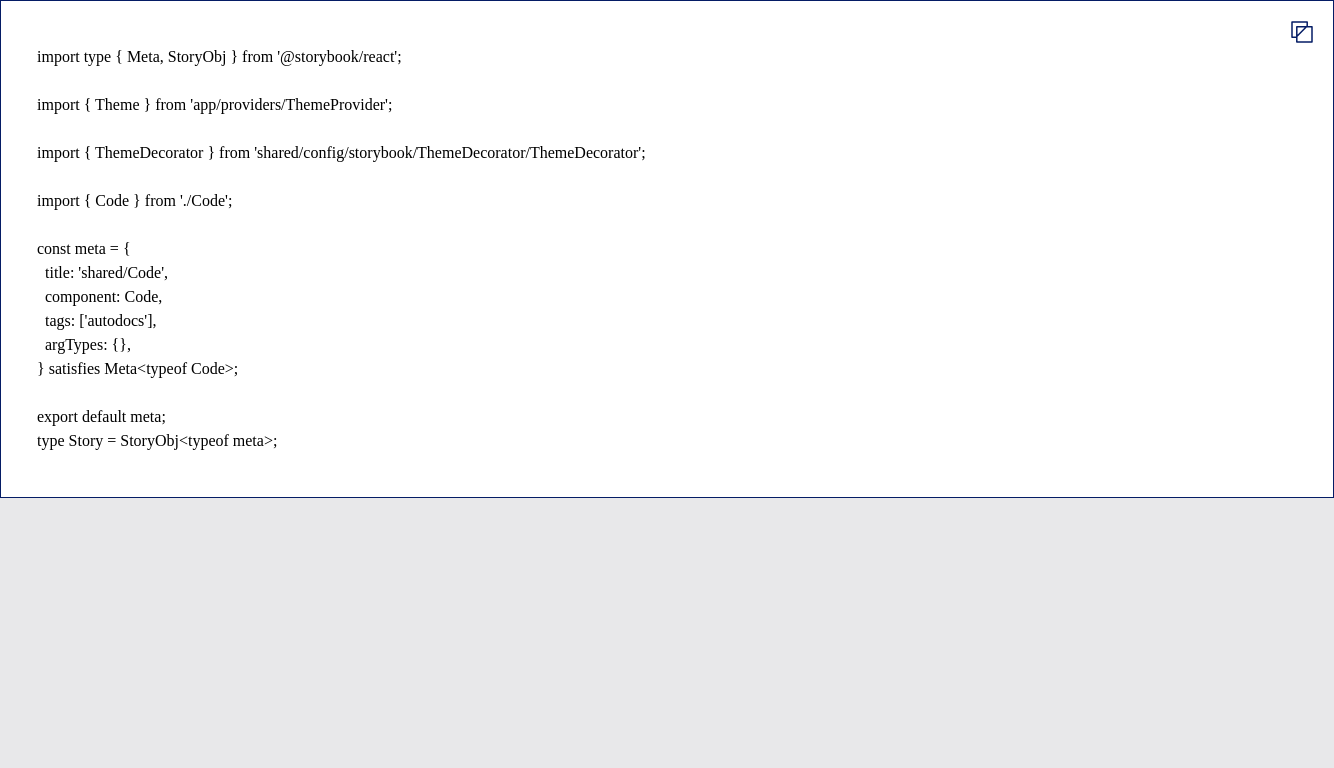 import type { Meta, StoryObj } from '@storybook/react';
import { Theme } from 'app/providers/ThemeProvider';
import { ThemeDecorator } from 'shared/config/storybook/ThemeDecorator/ThemeDecorator';
import { Code } from './Code';
const meta = {
  title: 'shared/Code',
  component: Code,
  tags: ['autodocs'],
  argTypes: {},
} satisfies Meta<typeof Code>;
export default meta;
type Story = StoryObj<typeof meta>;